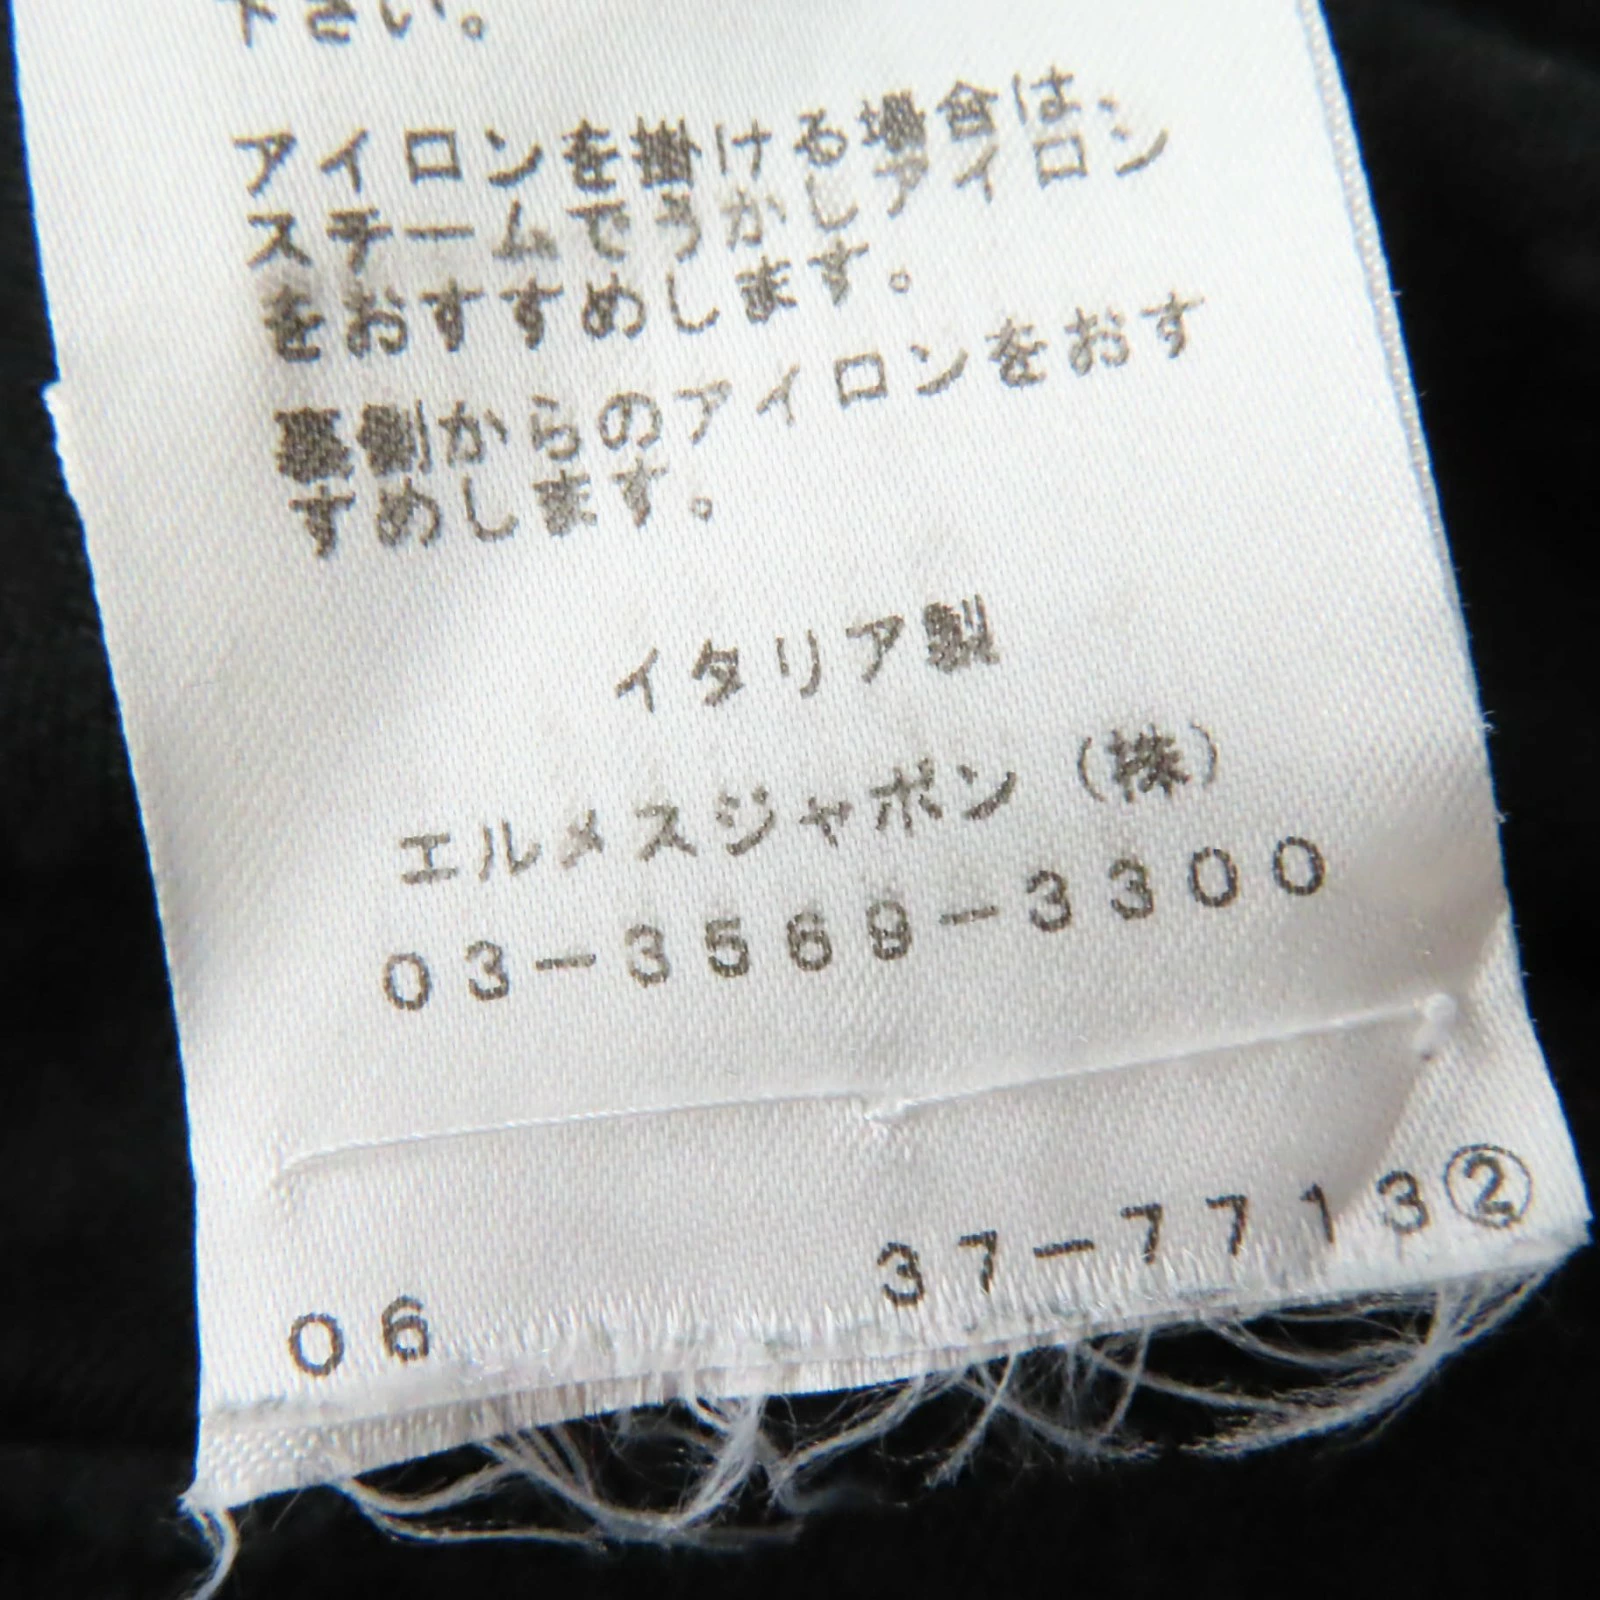 下さい。
アイロンを掛ける場合は、
スチームでうかしアイロン
をおすすめします。
裏側からのアイロンをおす
すめします。
イタリア製
エルメスジャポン（株）
０３－３５６９－３３００
３７－７７１３②
０６